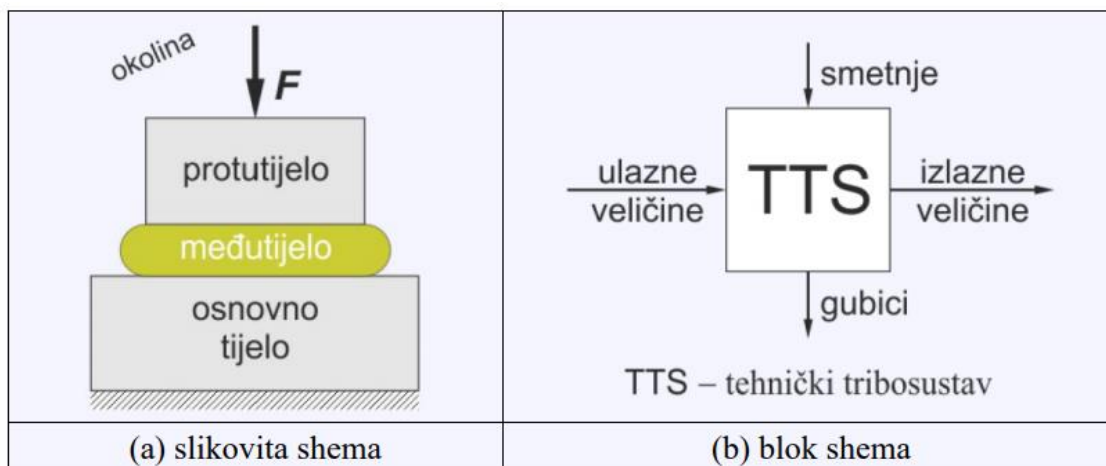 okolina
F
protutijelo
međutijelo
osnovno
tijelo
(a) slikovita shema
smetnje
ulazne
veličine
TTS
izlazne
veličine
gubici
TTS – tehnički tribosustav
(b) blok shema